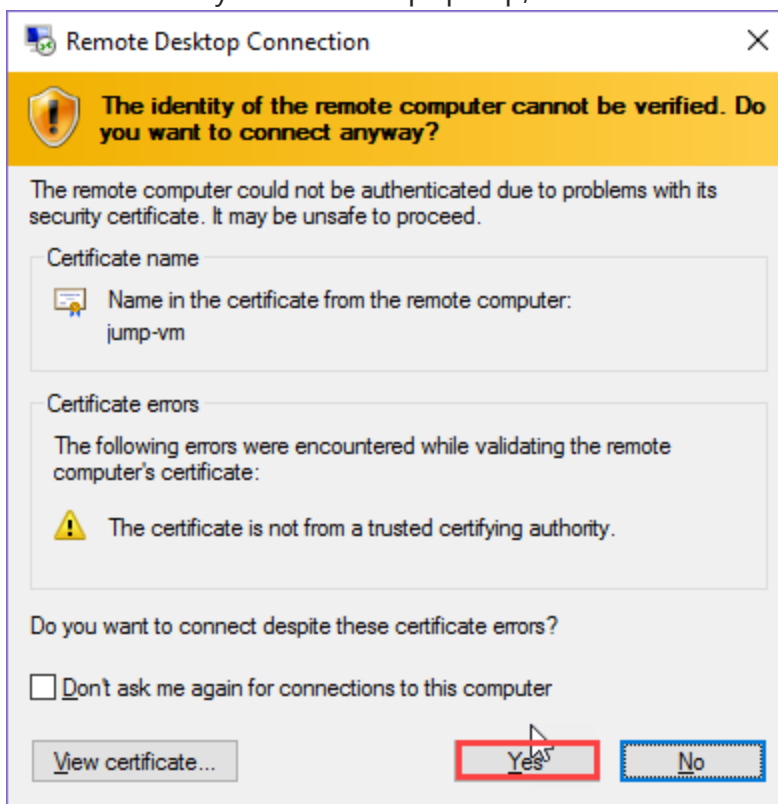 Remote Desktop Connection
The identity of the remote computer cannot be verified. Do
you want to connect anyway?
The remote computer could not be authenticated due to problems with its
security certificate. It may be unsafe to proceed.
Certificate name
Name in the certificate from the remote computer:
jump-vm
Certificate errors
The following errors were encountered while validating the remote
computer's certificate:
The certificate is not from a trusted certifying authority.
Do you want to connect despite these certificate errors?
Don't ask me again for connections to this computer
View certificate...
Yes
No